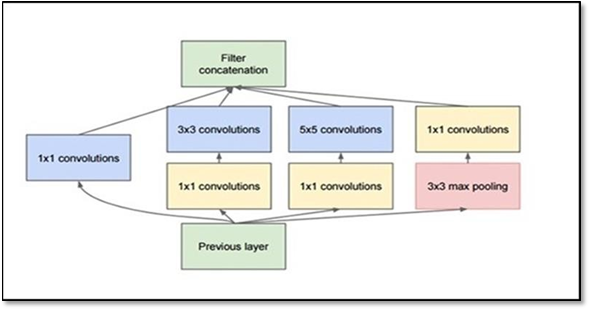 Filter
concatenation
3x3 convolutions
5x5 convolutions
1x1 convolutions
1x1 convolutions
1x1 convolutions
1x1 convolutions
3x3 max pooling
Previous layer